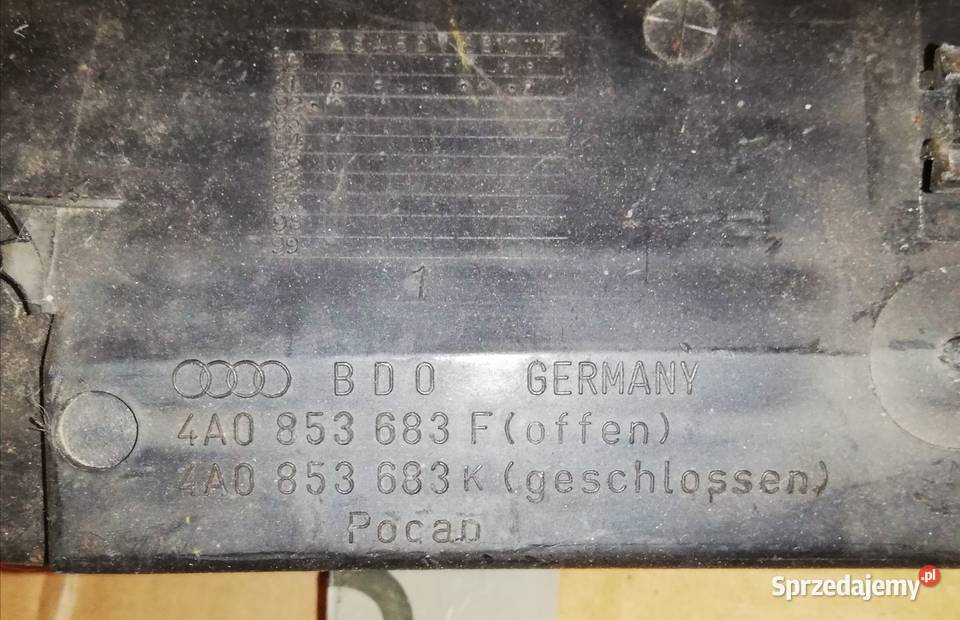 1
BDO GERMANY
4A0 853 683 F (offen)
4A0 853 683 K (geschlossen)
Pocan
Sprzedajemy.pl